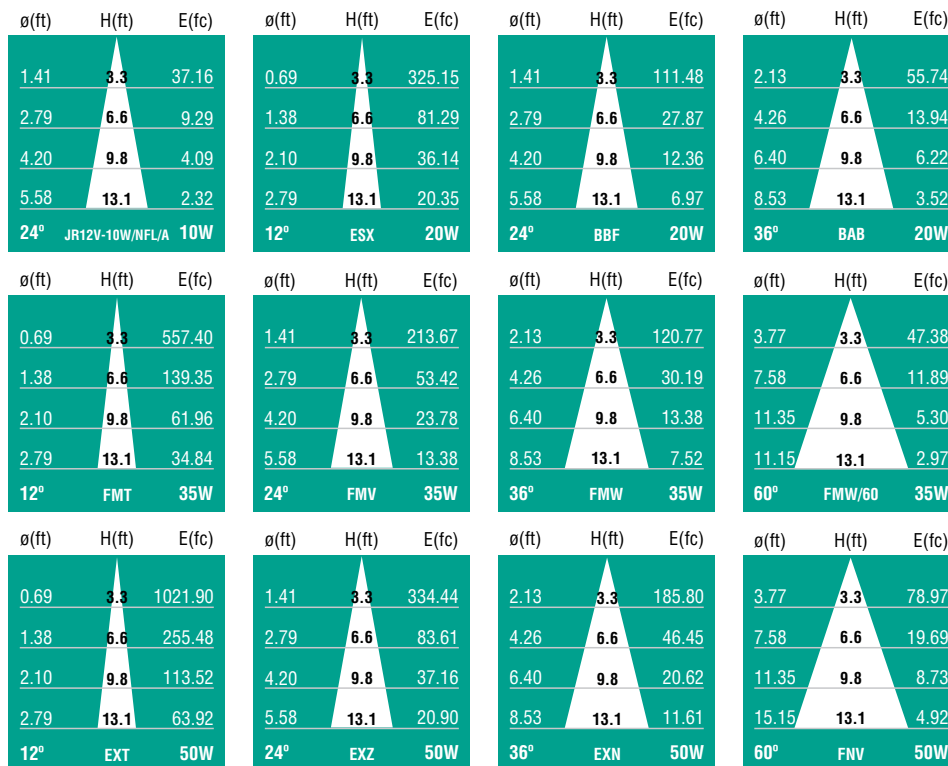 ø(ft) H(ft) E(fc) ø(ft) H(ft) E(fc) ø(ft) H(ft) E(fc) ø(ft) H(ft) E(fc)
1.41 3.3 37.16 0.69 3.3 325.15 1.41 3.3 111.48 2.13 3.3 55.74
2.79 6.6 9.29 1.38 6.6 81.29 2.79 6.6 27.87 4.26 6.6 13.94
4.20 9.8 4.09 2.10 9.8 36.14 4.20 9.8 12.36 6.40 9.8 6.22
5.58 13.1 2.32 2.79 13.1 20.35 5.58 13.1 6.97 8.53 13.1 3.52
24º JR12V-10W/NFL/A 10W 12º ESX 20W 24º BBF 20W 36º BAB 20W
ø(ft) H(ft) E(fc) ø(ft) H(ft) E(fc) ø(ft) H(ft) E(fc) ø(ft) H(ft) E(fc)
0.69 3.3 557.40 1.41 3.3 213.67 2.13 3.3 120.77 3.77 3.3 47.38
1.38 6.6 139.35 2.79 6.6 53.42 4.26 6.6 30.19 7.58 6.6 11.89
2.10 9.8 61.96 4.20 9.8 23.78 6.40 9.8 13.38 11.35 9.8 5.30
2.79 13.1 34.84 5.58 13.1 13.38 8.53 13.1 7.52 11.15 13.1 2.97
12º FMT 35W 24º FMV 35W 36º FMW 35W 60º FMW/60 35W
ø(ft) H(ft) E(fc) ø(ft) H(ft) E(fc) ø(ft) H(ft) E(fc) ø(ft) H(ft) E(fc)
0.69 3.3 1021.90 1.41 3.3 334.44 2.13 3.3 185.80 3.77 3.3 78.97
1.38 6.6 255.48 2.79 6.6 83.61 4.26 6.6 46.45 7.58 6.6 19.69
2.10 9.8 113.52 4.20 9.8 37.16 6.40 9.8 20.62 11.35 9.8 8.73
2.79 13.1 63.92 5.58 13.1 20.90 8.53 13.1 11.61 15.15 13.1 4.92
12º EXT 50W 24º EXZ 50W 36º EXN 50W 60º FNV 50W